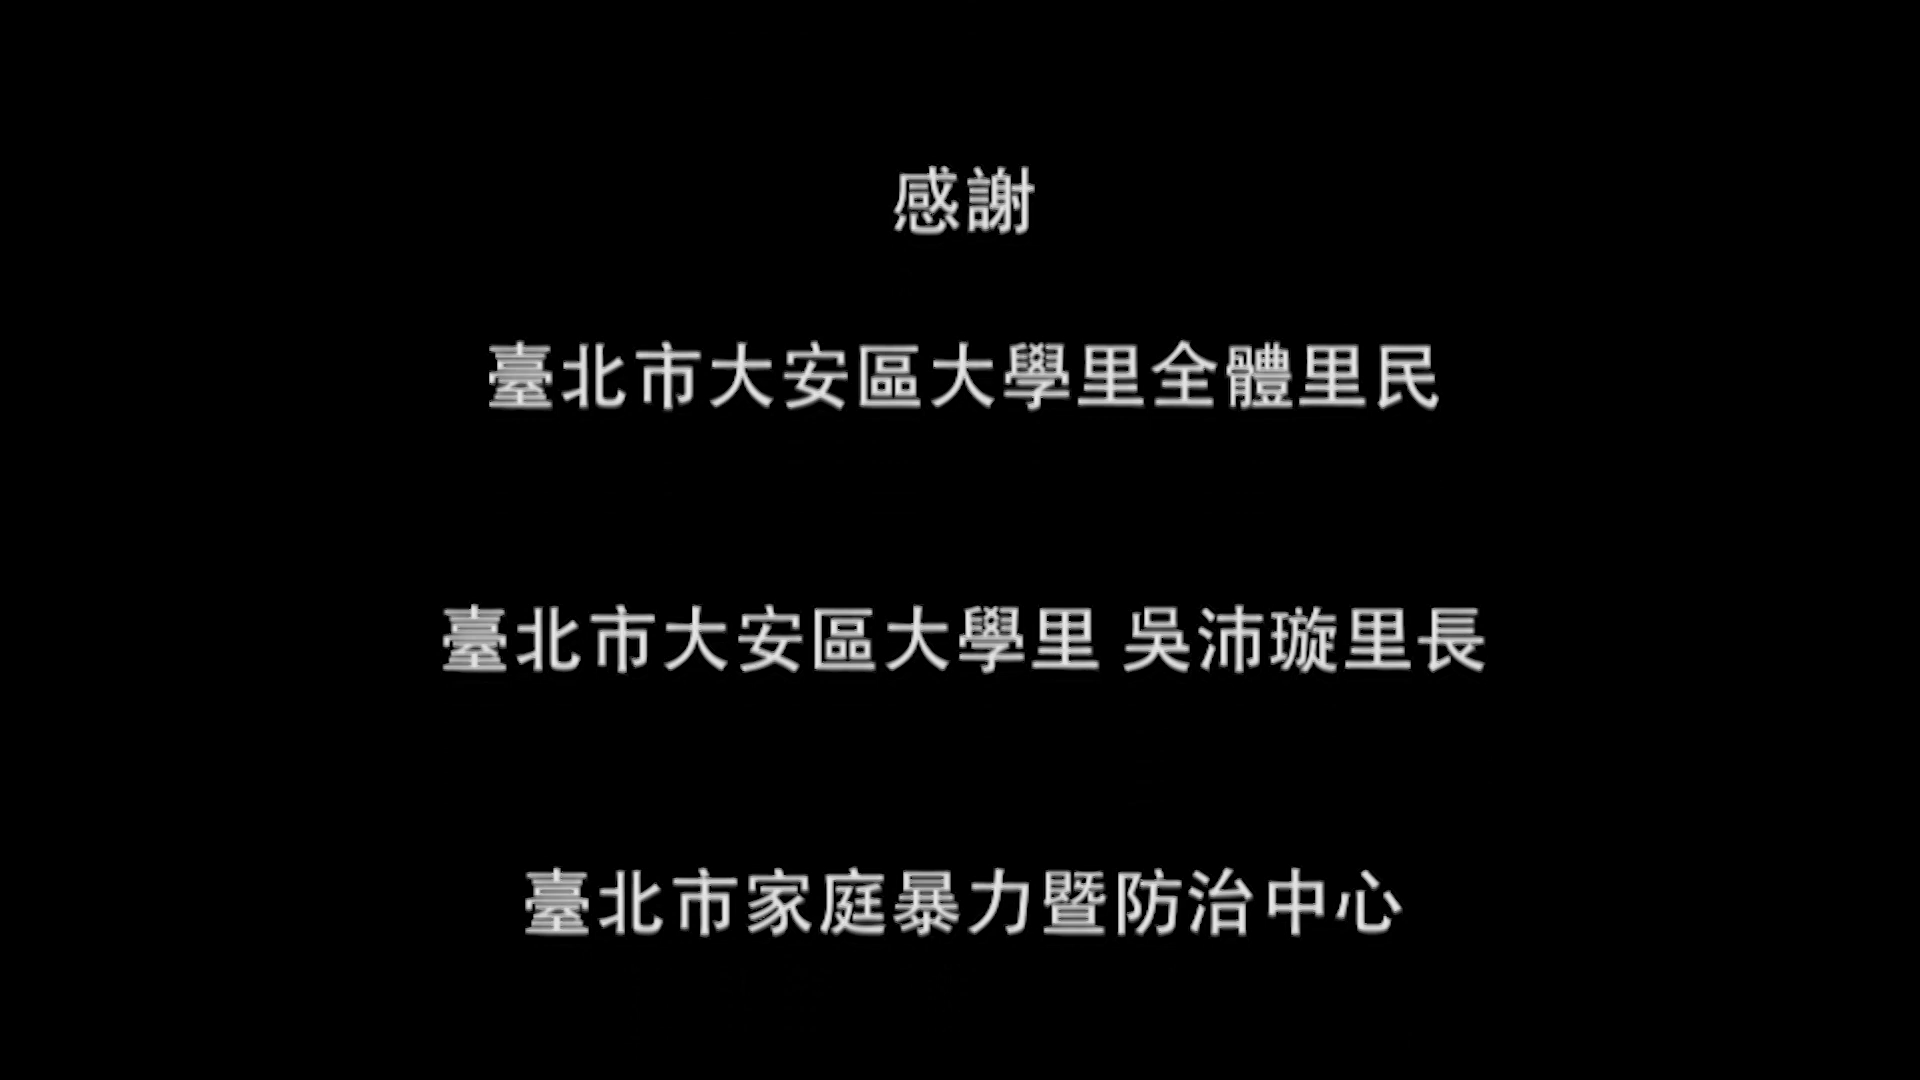 感謝
臺北市大安區大學里全體里民
臺北市大安區大學里 吳沛璇里長
臺北市家庭暴力暨防治中心